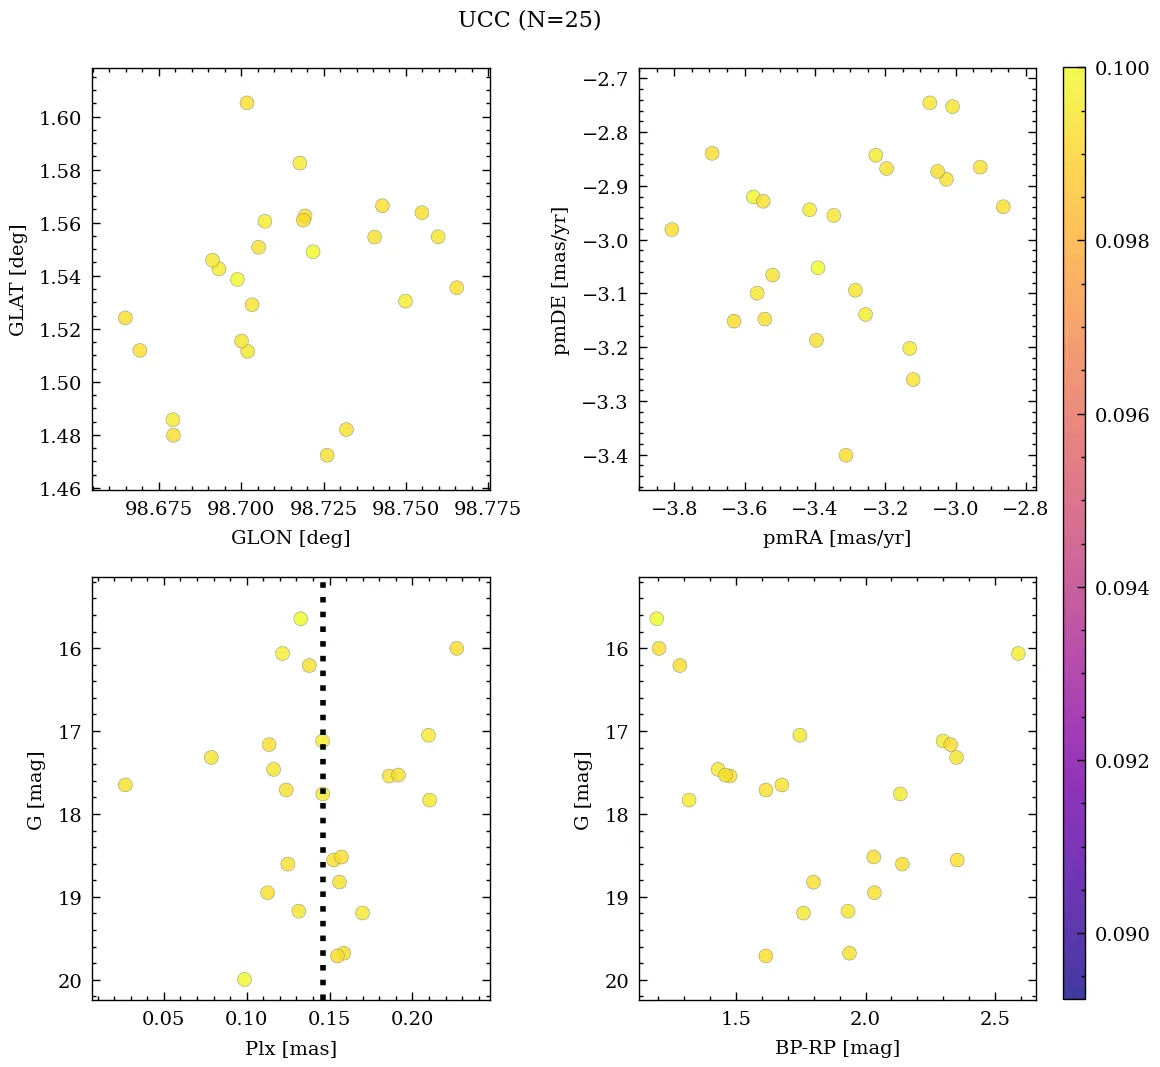 UCC (N=25)
1.60
1.58
1.56
1.54
1.52
1.50
1.48
1.46
GLAT [deg]
98.675 98.700 98.725 98.750 98.775
GLON [deg]
−2.7
−2.8
−2.9
−3.0
−3.1
−3.2
−3.3
−3.4
pmDE [mas/yr]
−3.8 −3.6 −3.4 −3.2 −3.0 −2.8
pmRA [mas/yr]
16
17
18
19
20
G [mag]
0.05 0.10 0.15 0.20
Plx [mas]
16
17
18
19
20
G [mag]
1.5 2.0 2.5
BP-RP [mag]
0.100
0.098
0.096
0.094
0.092
0.090